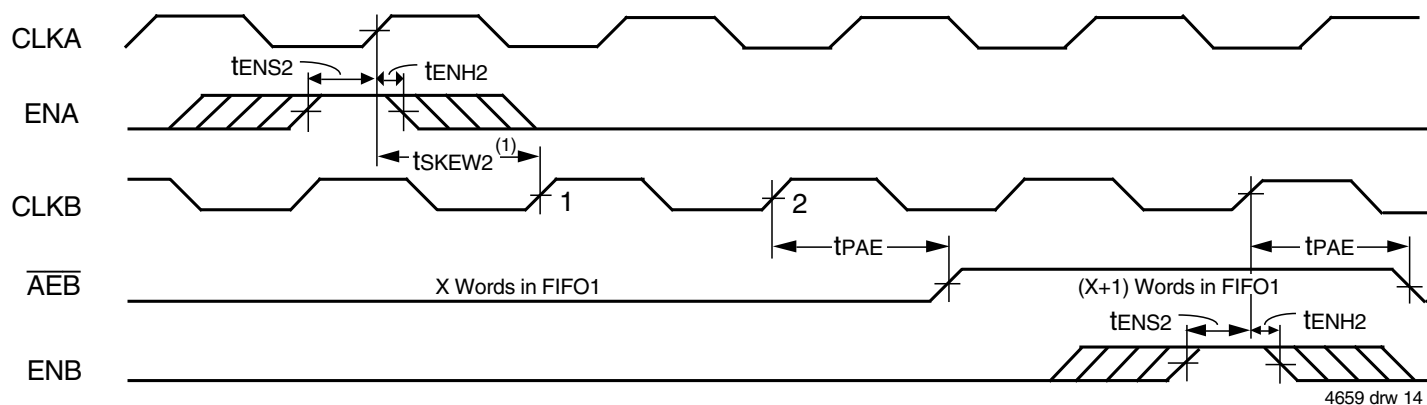 CLKA
tENS2 tENH2
ENA
tSKEW2(1)
CLKB 1 2
tPAE tPAE
AEB X Words in FIFO1 (X+1) Words in FIFO1
tENS2 tENH2
ENB
4659 drw 14